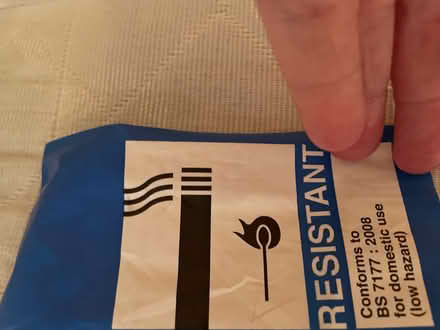 RESISTANT
Conforms to
BS 7177 : 2008
for domestic use
(low hazard)